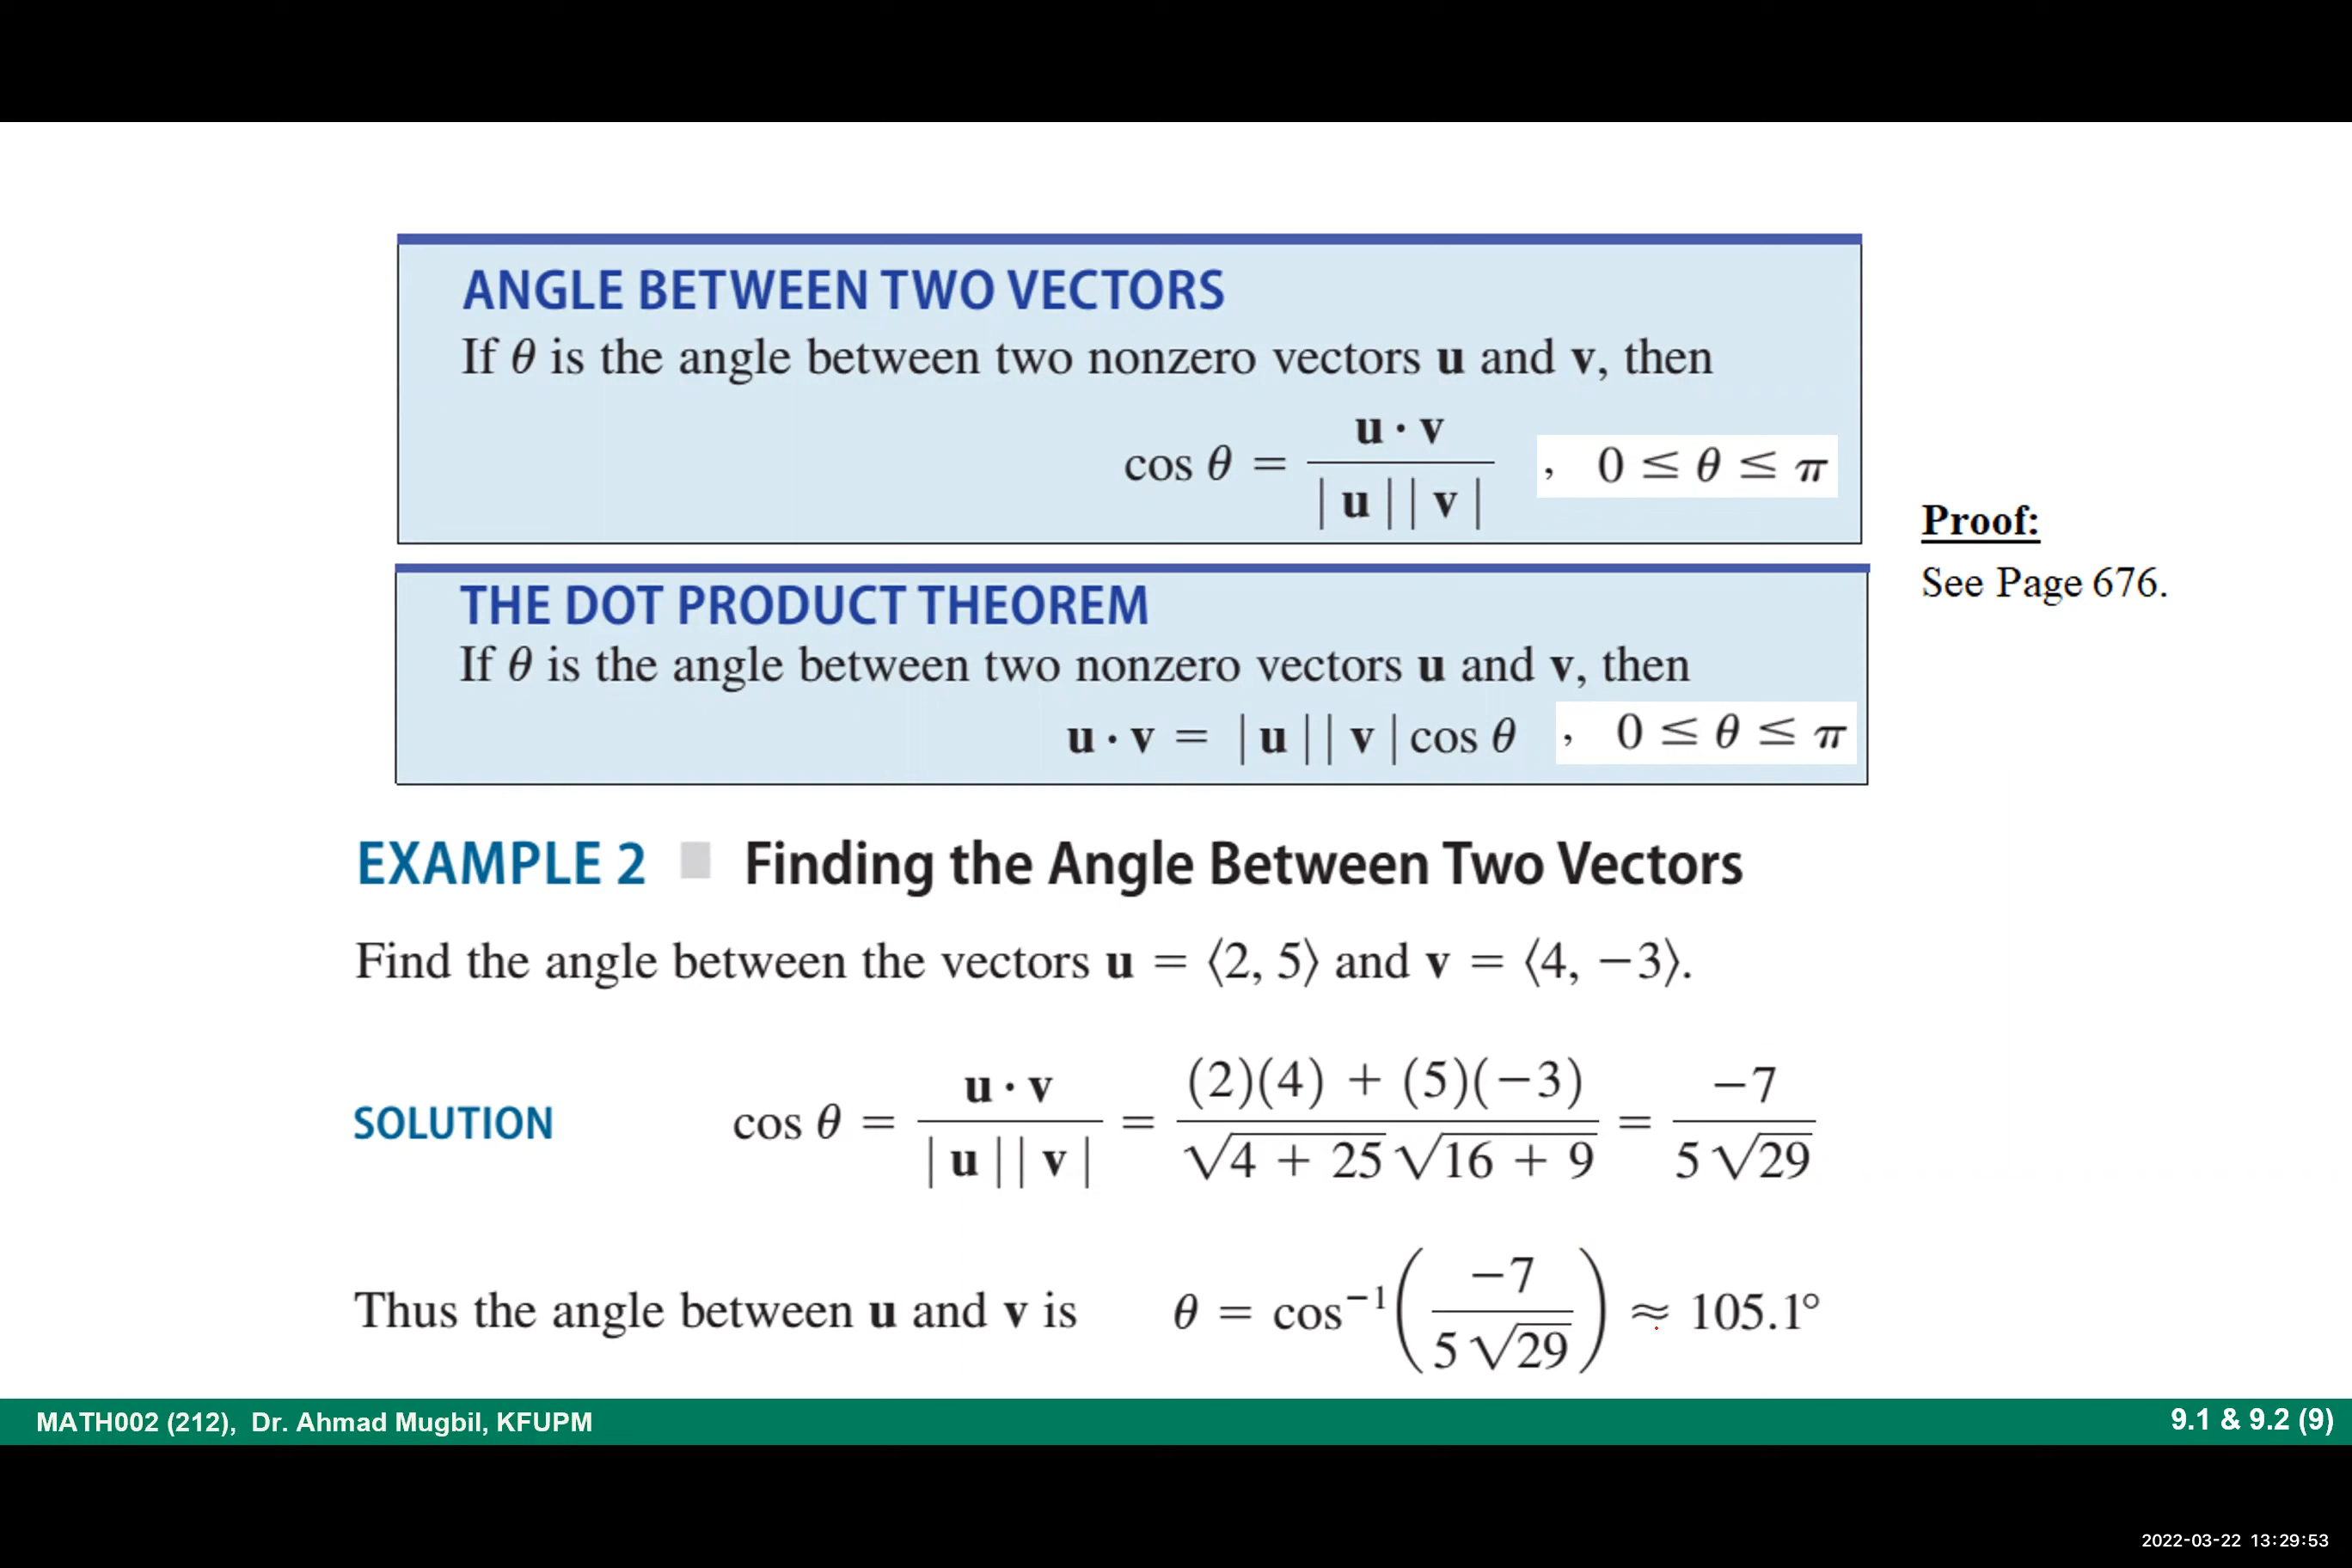 ANGLE BETWEEN TWO VECTORS
If θ is the angle between two nonzero vectors u and v, then
cos θ = u · v / |u||v| , 0 ≤ θ ≤ π
Proof:
See Page 676.
THE DOT PRODUCT THEOREM
If θ is the angle between two nonzero vectors u and v, then
u · v = |u||v| cos θ , 0 ≤ θ ≤ π
EXAMPLE 2 Finding the Angle Between Two Vectors
Find the angle between the vectors u = ⟨2, 5⟩ and v = ⟨4, −3⟩.
SOLUTION cos θ = u · v / |u||v| = (2)(4) + (5)(−3) / √(4 + 25) √(16 + 9) = −7 / 5√29
Thus the angle between u and v is θ = cos⁻¹(−7 / 5√29) ≈ 105.1°
MATH002 (212), Dr. Ahmad Mugbil, KFUPM 9.1 & 9.2 (9)
2022-03-22 13:29:53